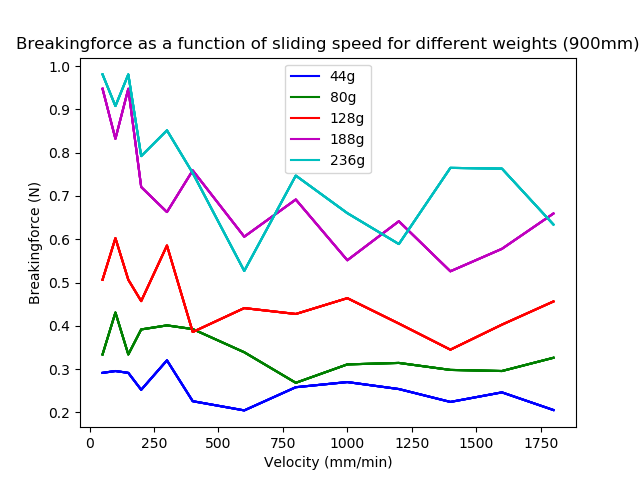 Breakingforce as a function of sliding speed for different weights (900mm)
44g
80g
128g
188g
236g
1.0
0.9
0.8
0.7
0.6
0.5
0.4
0.3
0.2
Breakingforce (N)
0
250
500
750
1000
1250
1500
1750
Velocity (mm/min)